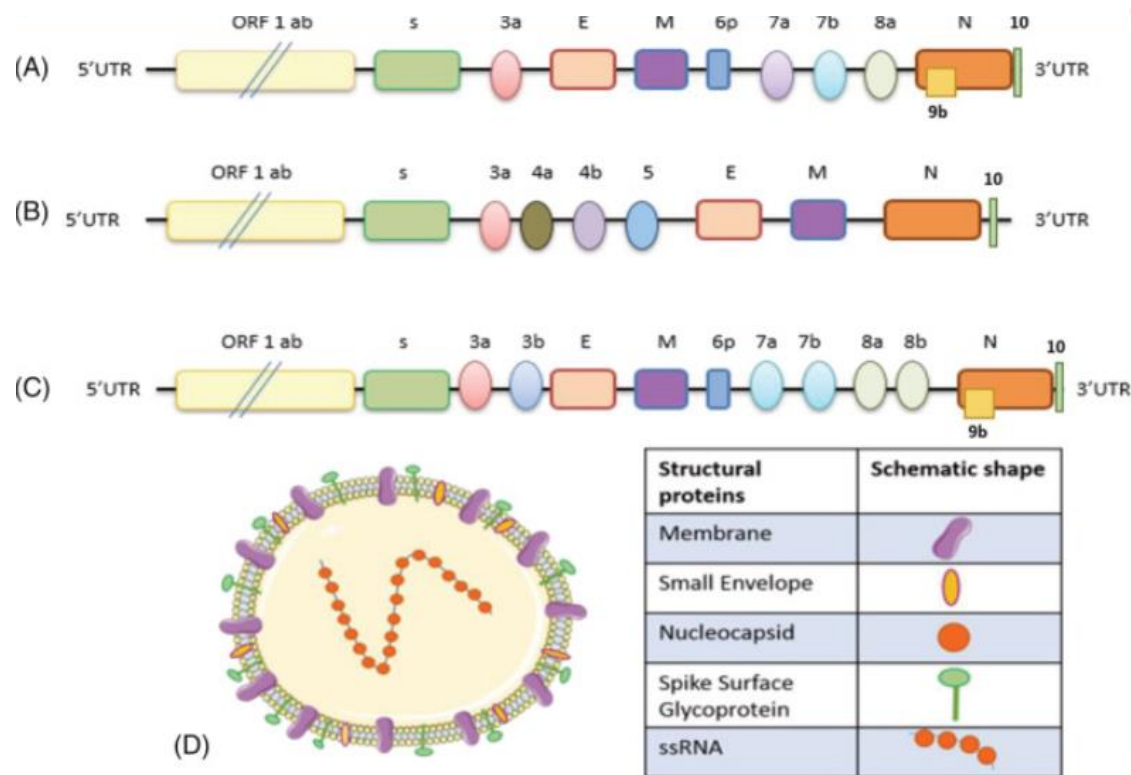 ORF 1 ab s 3a E M 6p 7a 7b 8a N 10
(A) 5'UTR 3'UTR
9b
ORF 1 ab s 3a 4a 4b 5 E M N 10
(B) 5'UTR 3'UTR
ORF 1 ab s 3a 3b E M 6p 7a 7b 8a 8b N 10
(C) 5'UTR 3'UTR
9b
(D)
Structural proteins Schematic shape
Membrane
Small Envelope
Nucleocapsid
Spike Surface
Glycoprotein
ssRNA